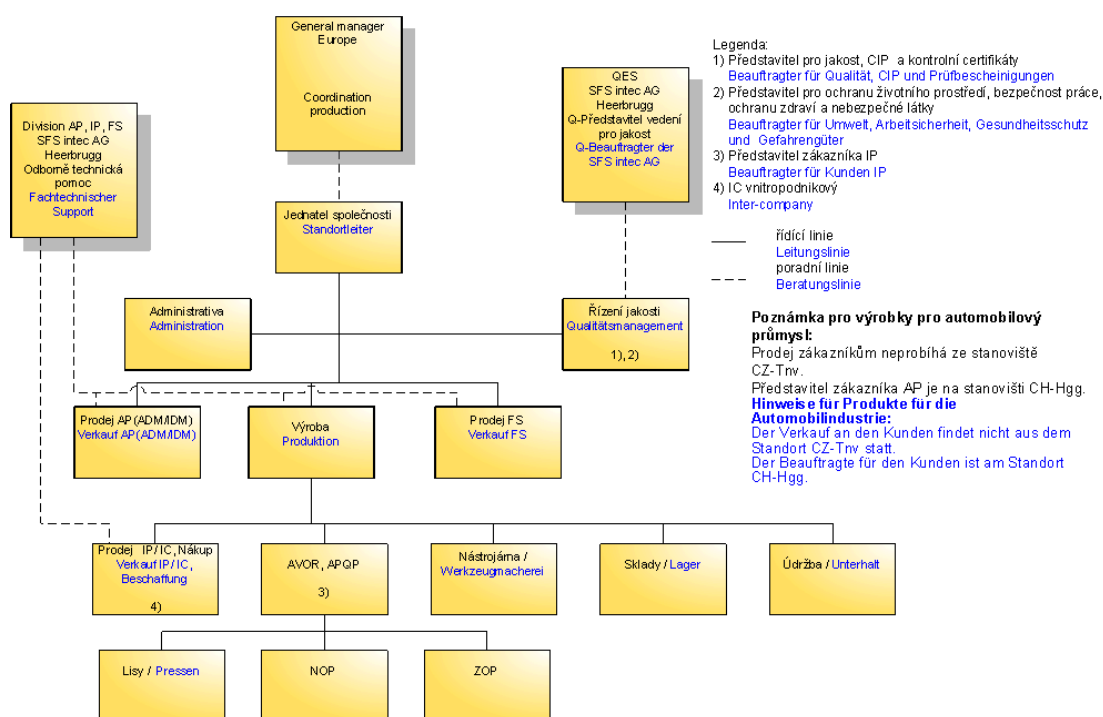 General manager
Europe
Coordination
production
Division AP, IP, FS
SFS intec AG
Heerbrugg
Odborně technická
pomoc
Fachtechnischer
Support
QES
SFS intec AG
Heerbrugg
Q-Představitel vedení
pro jakost
Q-Beauftragter der
SFS intec AG
Legenda:
1) Představitel pro jakost, CIP a kontrolní certifikáty
Beauftragter für Qualität, CIP und Prüfbescheinigungen
2) Představitel pro ochranu životního prostředí, bezpečnost práce,
ochranu zdraví a nebezpečné látky
Beauftragter für Umwelt, Arbeitsicherheit, Gesundheitsschutz
und Gefahrengüter
3) Představitel zákazníka IP
Beauftragter für Kunden IP
4) IC vnitropodnikový
Inter-company
řídící linie
Leitungslinie
poradní linie
Beratungslinie
Jednatel společnosti
Standortleiter
Administrativa
Administration
Řízení jakosti
Qualitätsmanagement
1), 2)
Poznámka pro výrobky pro automobilový
průmysl:
Prodej zákazníkům neprobíhá ze stanoviště
CZ-Tnv.
Představitel zákazníka AP je na stanovišti CH-Hgg.
Hinweise für Produkte für die
Automobilindustrie:
Der Verkauf an den Kunden findet nicht aus dem
Standort CZ-Tnv statt.
Der Beauftragte für den Kunden ist am Standort
CH-Hgg.
Prodej AP (ADM/IDM)
Verkauf AP (ADM/IDM)
Výroba
Produktion
Prodej FS
Verkauf FS
Prodej IP/IC, Nákup
Verkauf IP/IC,
Beschaffung
4)
AVOR, APQP
3)
Nástrojárna /
Werkzeugmacherei
Sklady / Lager
Údržba / Unterhalt
Lisy / Pressen
NOP
ZOP